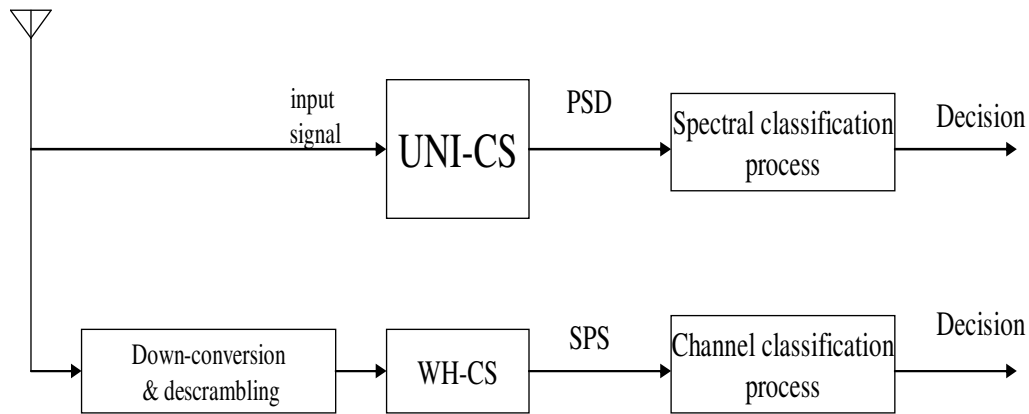 input
signal
UNI-CS
PSD
Spectral classification
process
Decision
Down-conversion
& descrambling
WH-CS
SPS
Channel classification
process
Decision